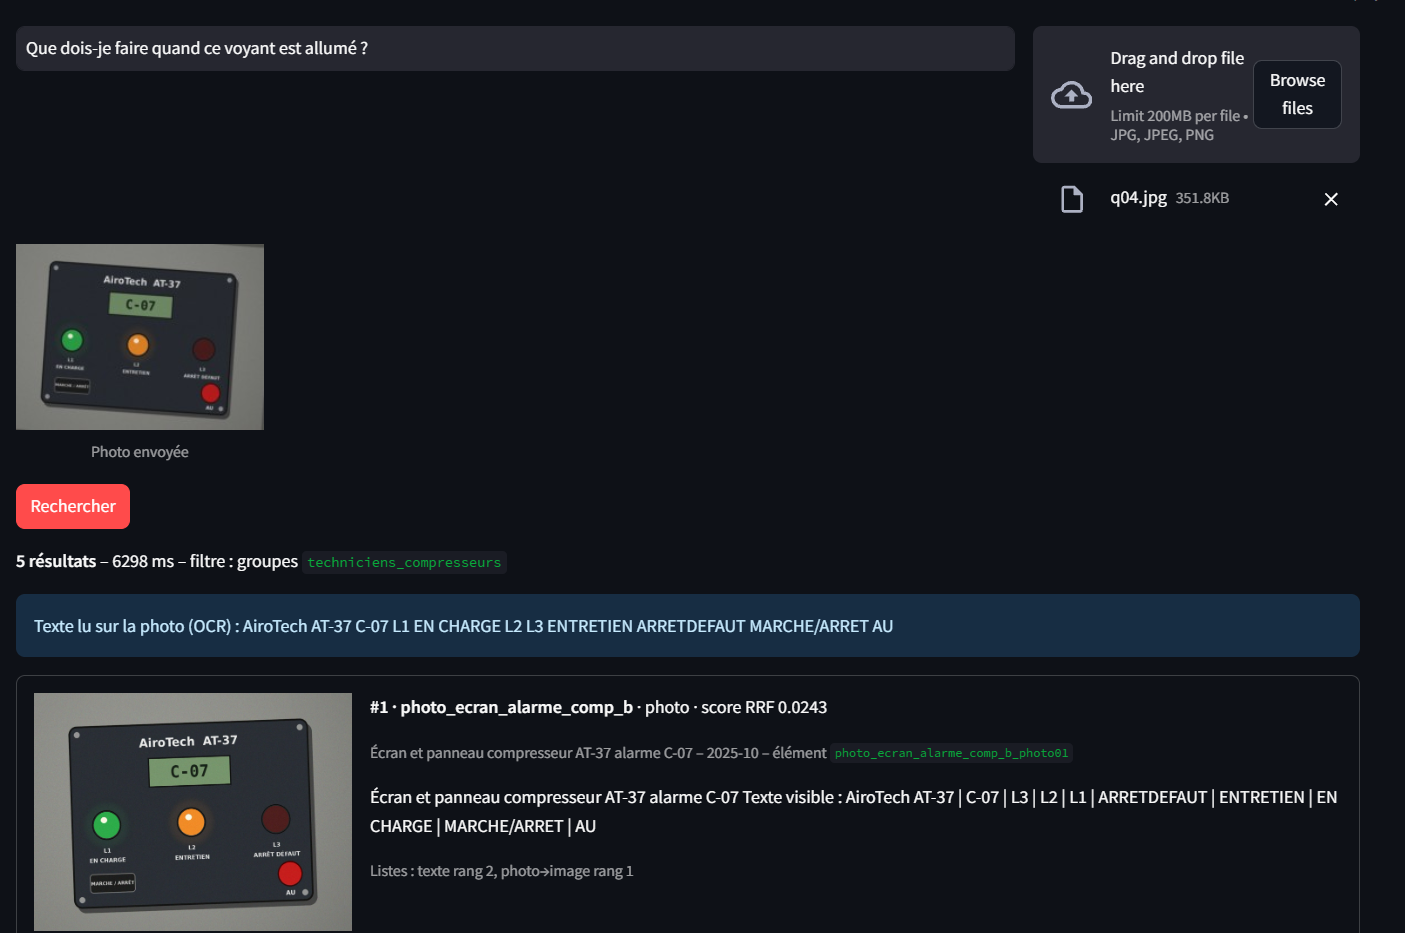 Que dois-je faire quand ce voyant est allumé ?
Drag and drop file
here
Limit 200MB per file •
JPG, JPEG, PNG
Browse
files
q04.jpg 351.8KB
AiroTech AT-37
C-07
L1
EN CHARGE
L2
ENTRETIEN
L3
ARRÊT DEFAUT
MARCHE / ARRÊT
AU
Photo envoyée
Rechercher
5 résultats – 6298 ms – filtre : groupes techniciens_compresseurs
Texte lu sur la photo (OCR) : AiroTech AT-37 C-07 L1 EN CHARGE L2 L3 ENTRETIEN ARRETDEFAUT MARCHE/ARRET AU
AiroTech AT-37
C-07
L1
EN CHARGE
L2
ENTRETIEN
L3
ARRÊT DEFAUT
MARCHE / ARRÊT
AU
#1 · photo_ecran_alarme_comp_b · photo · score RRF 0.0243
Écran et panneau compresseur AT-37 alarme C-07 – 2025-10 – élément photo_ecran_alarme_comp_b_photo01
Écran et panneau compresseur AT-37 alarme C-07 Texte visible : AiroTech AT-37 | C-07 | L3 | L2 | L1 | ARRETDEFAUT | ENTRETIEN | EN
CHARGE | MARCHE/ARRET | AU
Listes : texte rang 2, photo→image rang 1